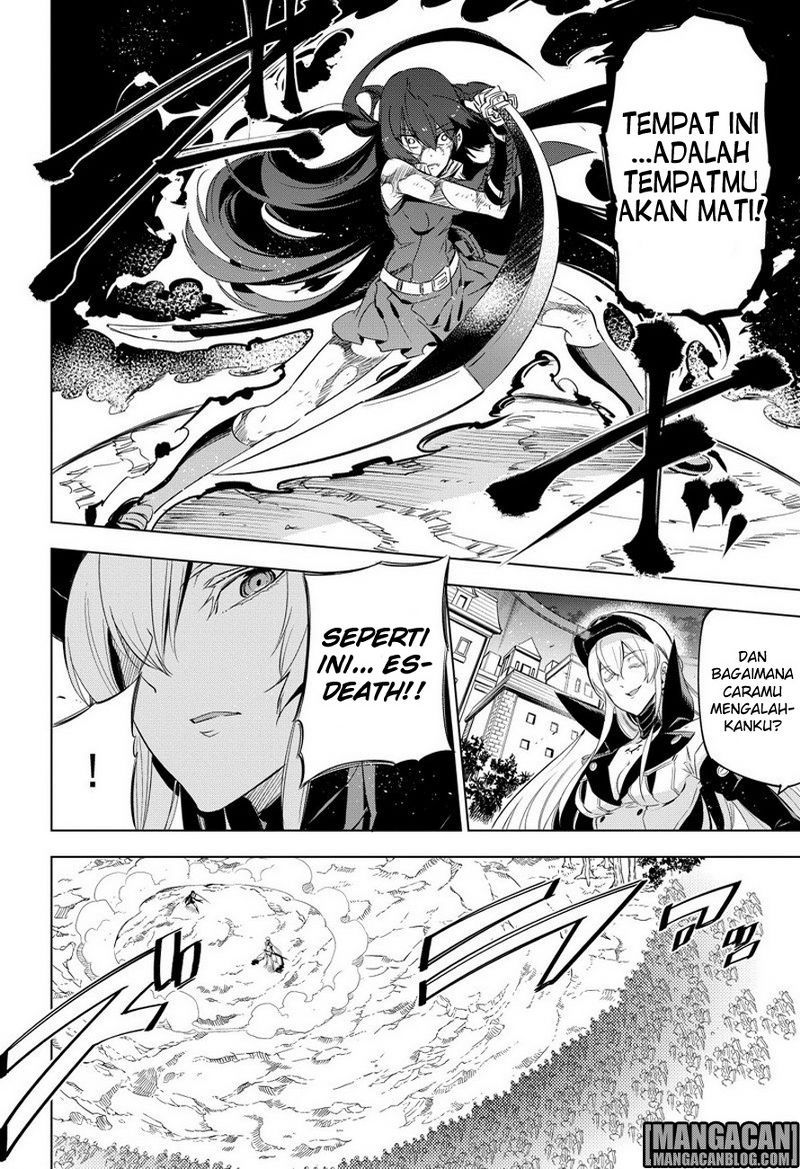 TEMPAT INI
...ADALAH
TEMPATMU
AKAN MATI!
DAN
BAGAIMANA
CARAMU
MENGALAH-
KANKU?
SEPERTI
INI... ES-
DEATH!!
!
[MANGACAN]
MANGACANBLOG.COM